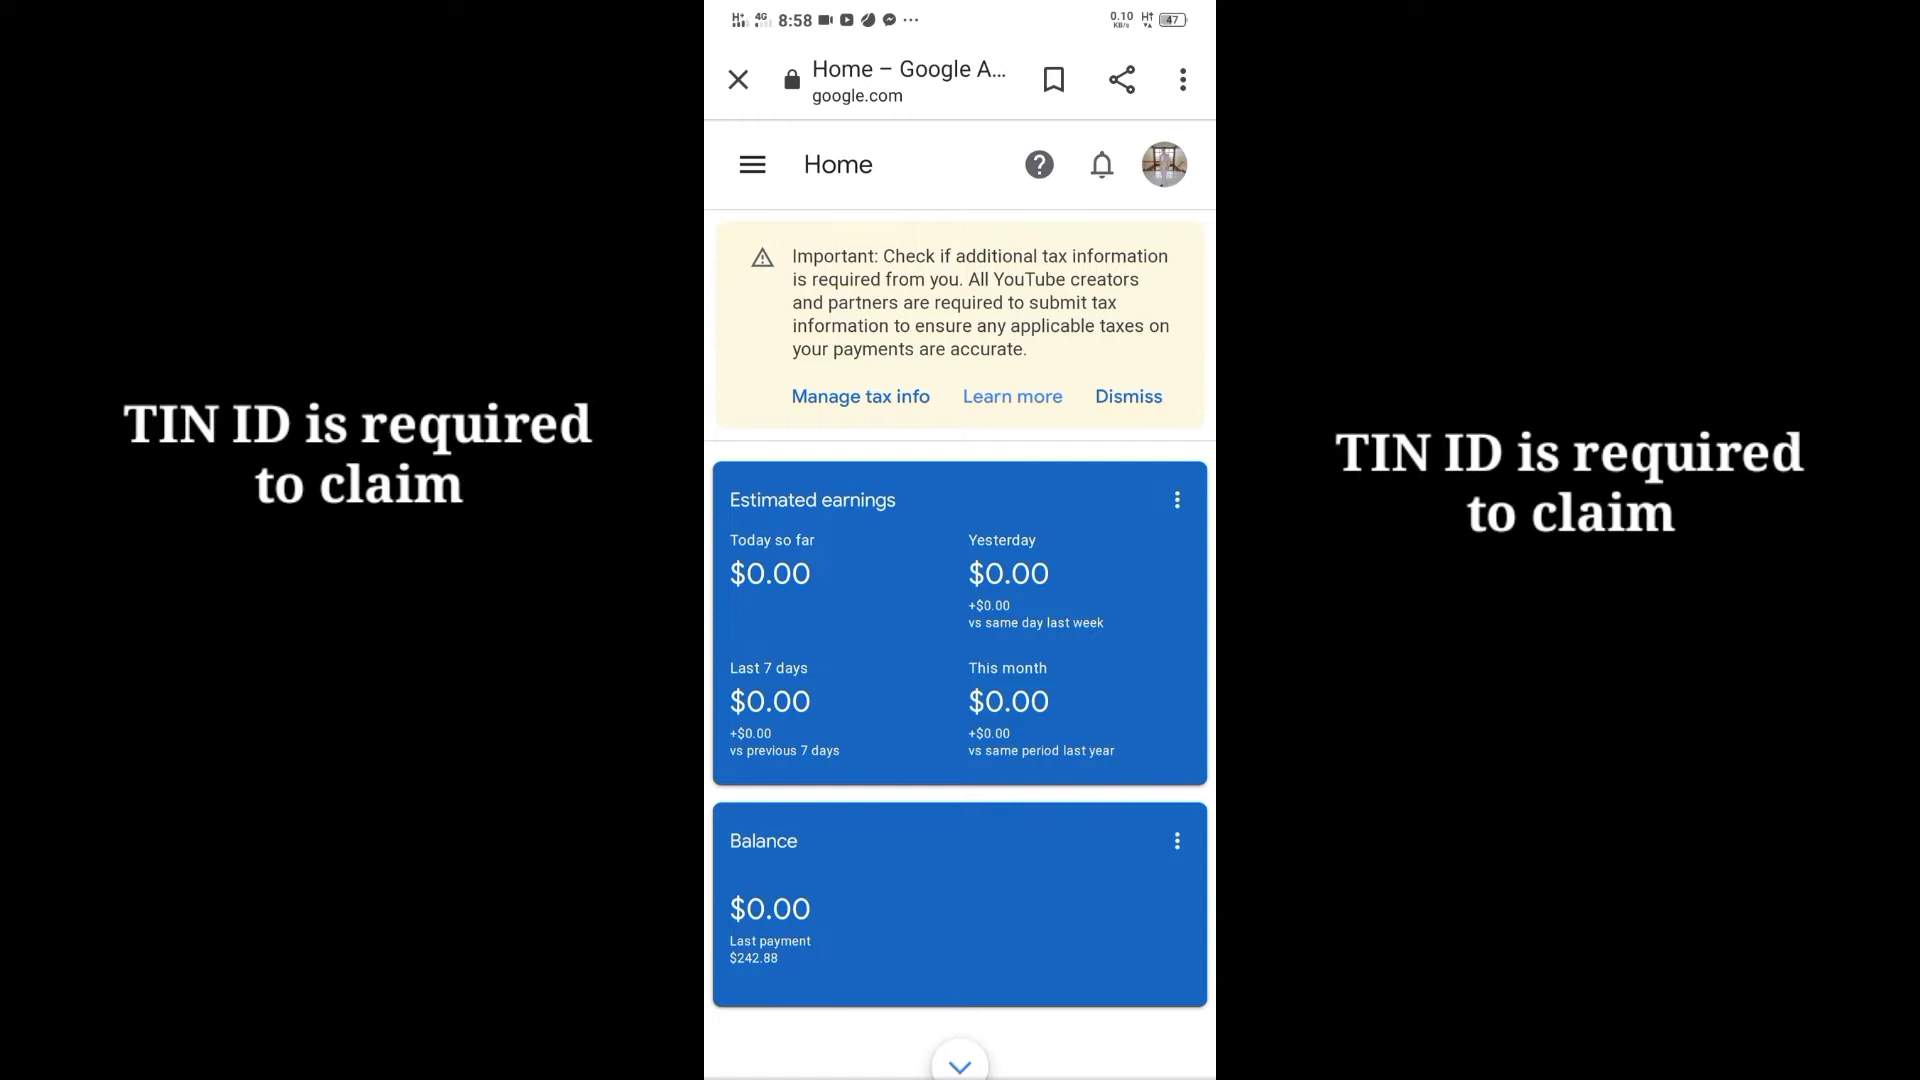 H+ 4G 8:58 ... 0.10 KB/s H↑ 47
Home – Google A...
google.com
Home
Important: Check if additional tax information
is required from you. All YouTube creators
and partners are required to submit tax
information to ensure any applicable taxes on
your payments are accurate.
Manage tax info Learn more Dismiss
TIN ID is required
to claim
TIN ID is required
to claim
Estimated earnings
Today so far
$0.00
Yesterday
$0.00
+$0.00
vs same day last week
Last 7 days
$0.00
+$0.00
vs previous 7 days
This month
$0.00
+$0.00
vs same period last year
Balance
$0.00
Last payment
$242.88